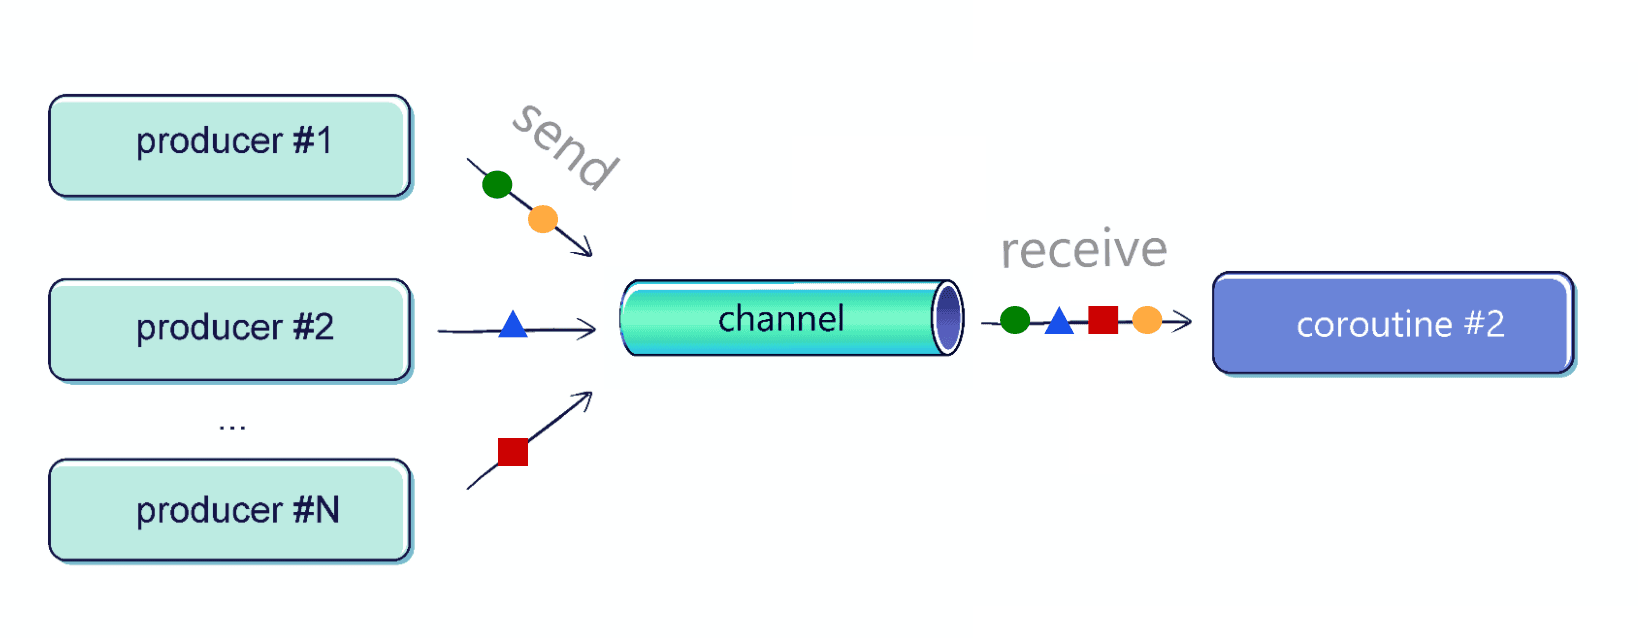 producer #1
send
producer #2
channel
receive
coroutine #2
...
producer #N